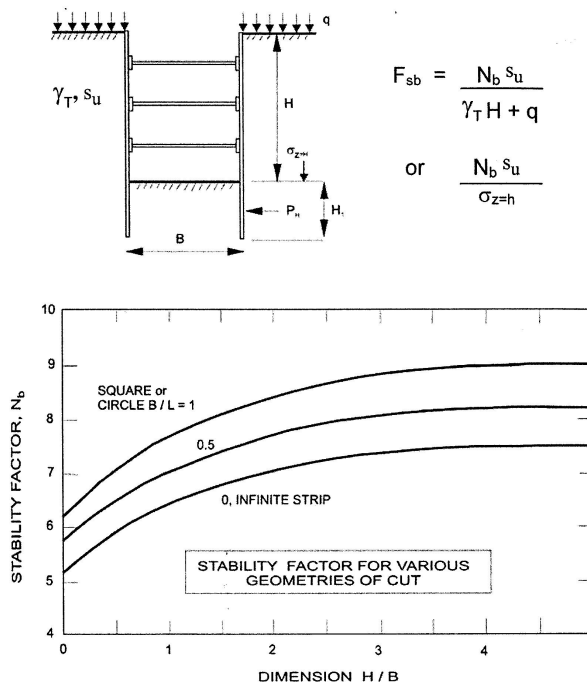 q
γT, su
H
σz=H
PH
H1
B
Fsb = Nb su / γT H + q
or Nb su / σz=h
STABILITY FACTOR, Nb
10
9
8
7
6
5
4
SQUARE or
CIRCLE B / L = 1
0.5
0, INFINITE STRIP
STABILITY FACTOR FOR VARIOUS
GEOMETRIES OF CUT
0
1
2
3
4
5
DIMENSION H / B